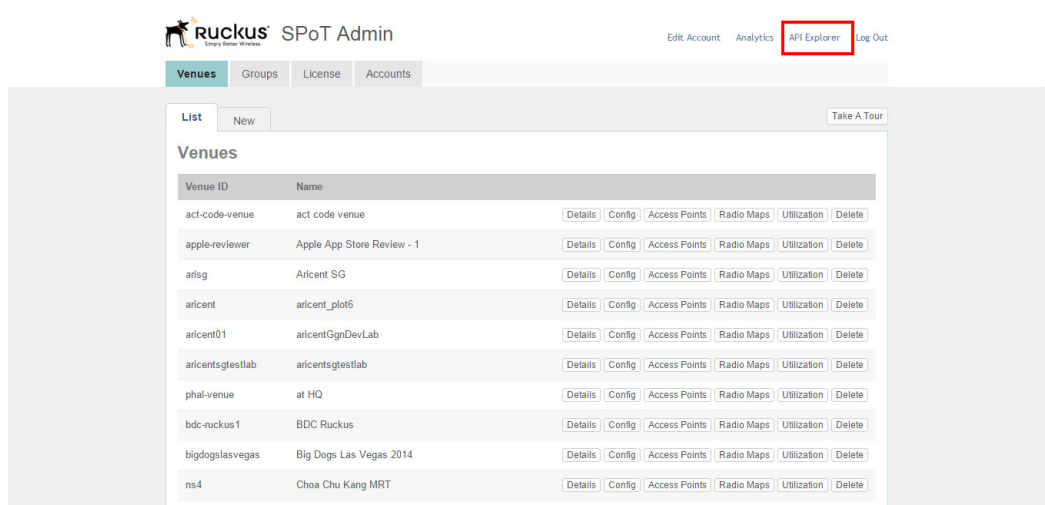 Ruckus SPoT Admin
Simply Better Wireless.
Edit Account Analytics API Explorer Log Out
Venues Groups License Accounts
List New Take A Tour
Venues
Venue ID Name
act-code-venue act code venue Details Config Access Points Radio Maps Utilization Delete
apple-reviewer Apple App Store Review - 1 Details Config Access Points Radio Maps Utilization Delete
arisg Aricent SG Details Config Access Points Radio Maps Utilization Delete
aricent aricent_plot6 Details Config Access Points Radio Maps Utilization Delete
aricent01 aricentGgnDevLab Details Config Access Points Radio Maps Utilization Delete
aricentsgtestlab aricentsgtestlab Details Config Access Points Radio Maps Utilization Delete
phal-venue at HQ Details Config Access Points Radio Maps Utilization Delete
bdc-ruckus1 BDC Ruckus Details Config Access Points Radio Maps Utilization Delete
bigdogslasvegas Big Dogs Las Vegas 2014 Details Config Access Points Radio Maps Utilization Delete
ns4 Choa Chu Kang MRT Details Config Access Points Radio Maps Utilization Delete